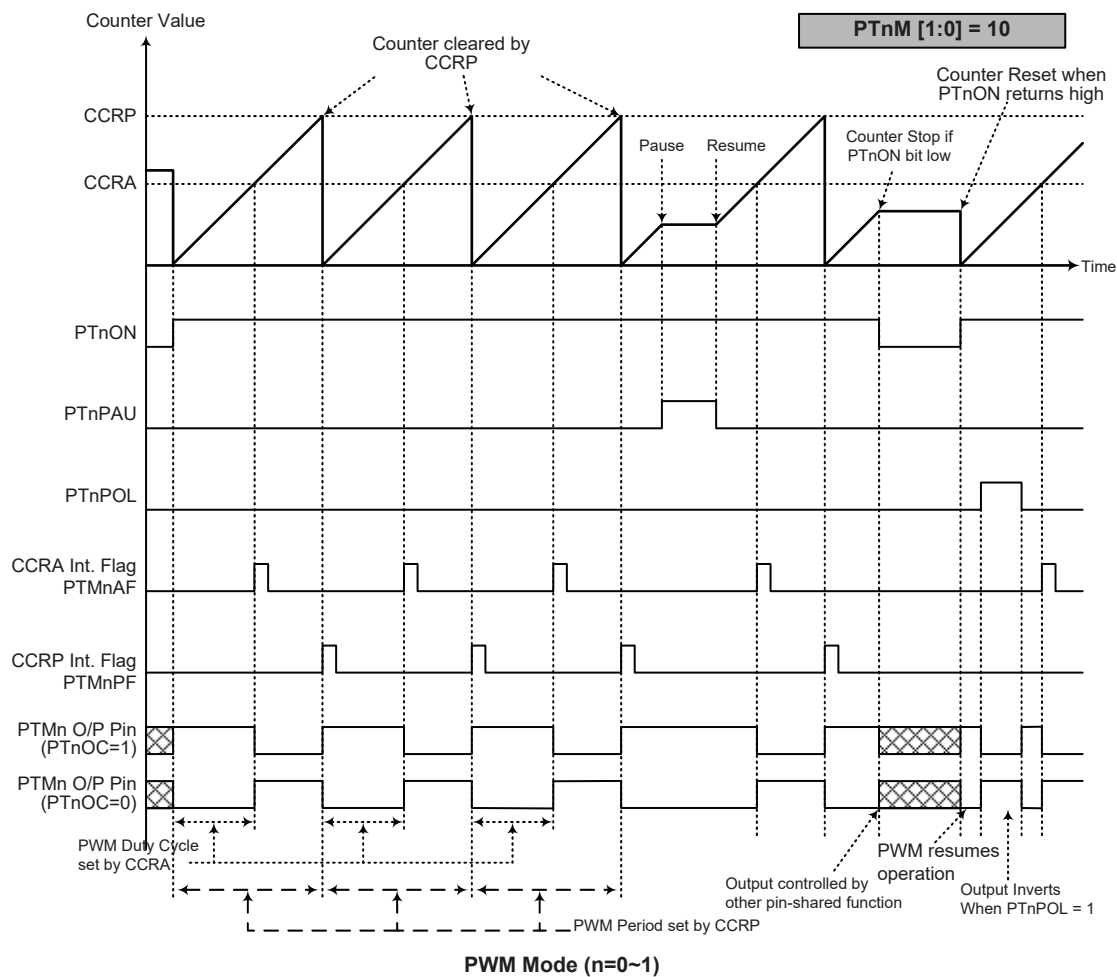 Counter Value
PTnM [1:0] = 10
Counter cleared by
CCRP
Counter Reset when
PTnON returns high
CCRP
Pause
Resume
Counter Stop if
PTnON bit low
CCRA
Time
PTnON
PTnPAU
PTnPOL
CCRA Int. Flag
PTMnAF
CCRP Int. Flag
PTMnPF
PTMn O/P Pin
(PTnOC=1)
PTMn O/P Pin
(PTnOC=0)
PWM Duty Cycle
set by CCRA
PWM resumes
operation
Output controlled by
other pin-shared function
Output Inverts
When PTnPOL = 1
PWM Period set by CCRP
PWM Mode (n=0~1)